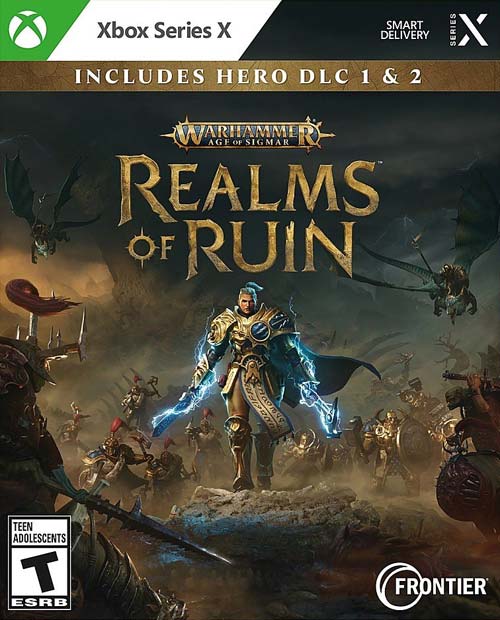 Xbox Series X
SMART
DELIVERY
SERIES
X
INCLUDES HERO DLC 1 & 2
WARHAMMER
AGE OF SIGMAR
REALMS™
OF RUIN
TEEN
ADOLESCENTS
T
ESRB
FRONTIER